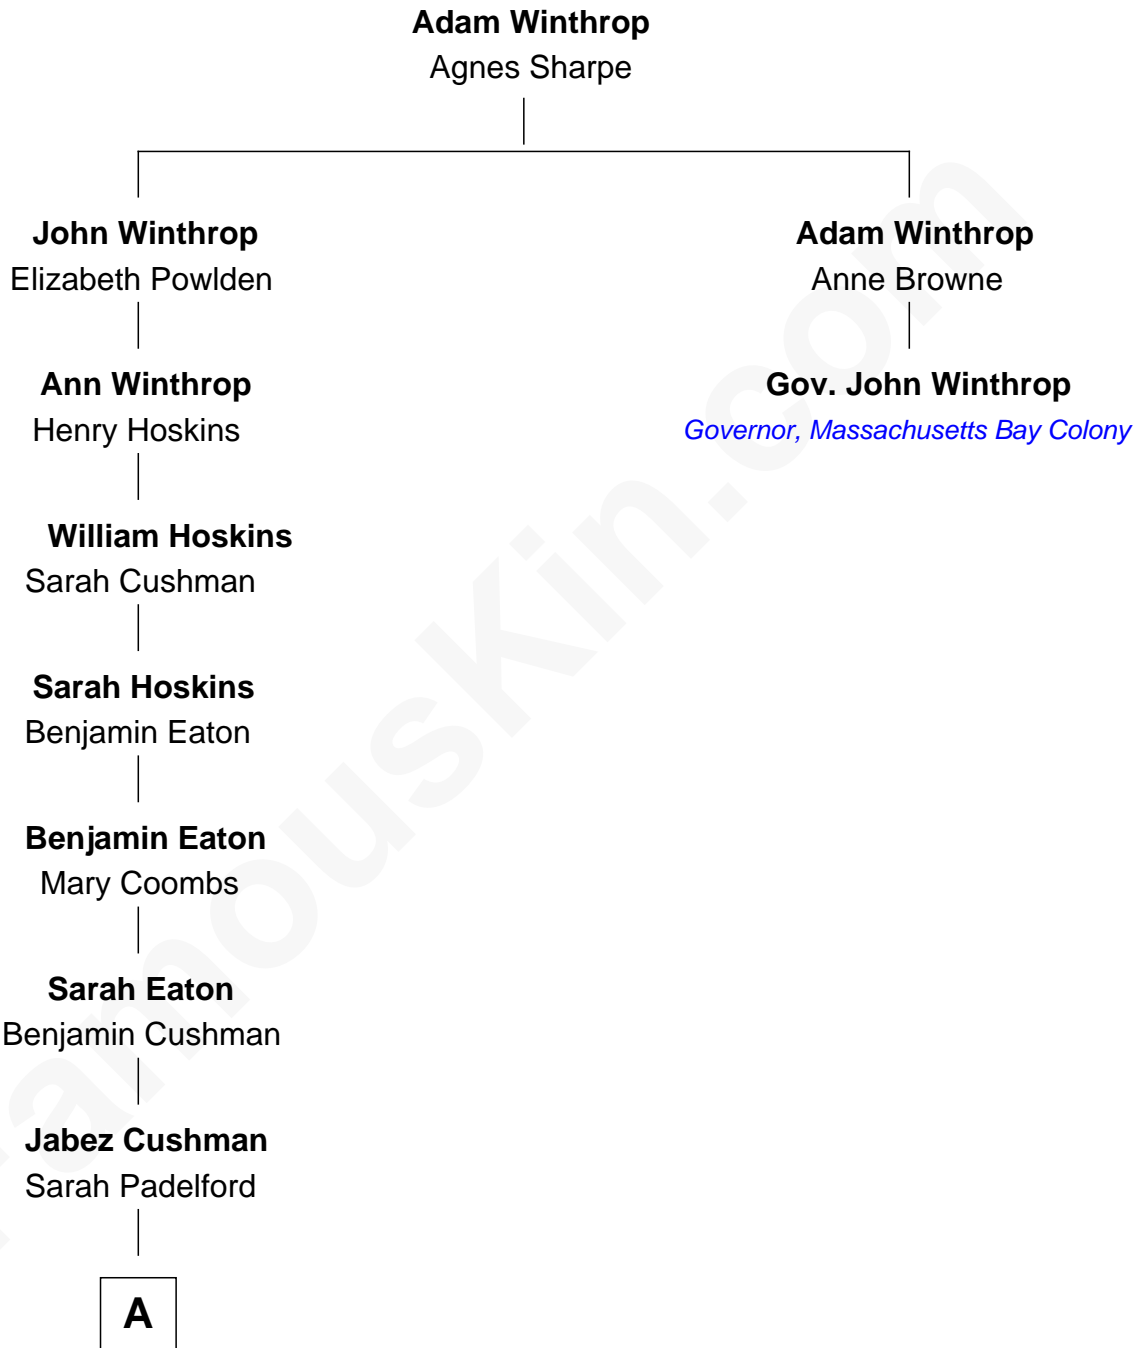 Adam Winthrop
Agnes Sharpe
John Winthrop
Elizabeth Powlden
Adam Winthrop
Anne Browne
Ann Winthrop
Henry Hoskins
Gov. John Winthrop
Governor, Massachusetts Bay Colony
William Hoskins
Sarah Cushman
Sarah Hoskins
Benjamin Eaton
Benjamin Eaton
Mary Coombs
Sarah Eaton
Benjamin Cushman
Jabez Cushman
Sarah Padelford
A
FamousKin.com